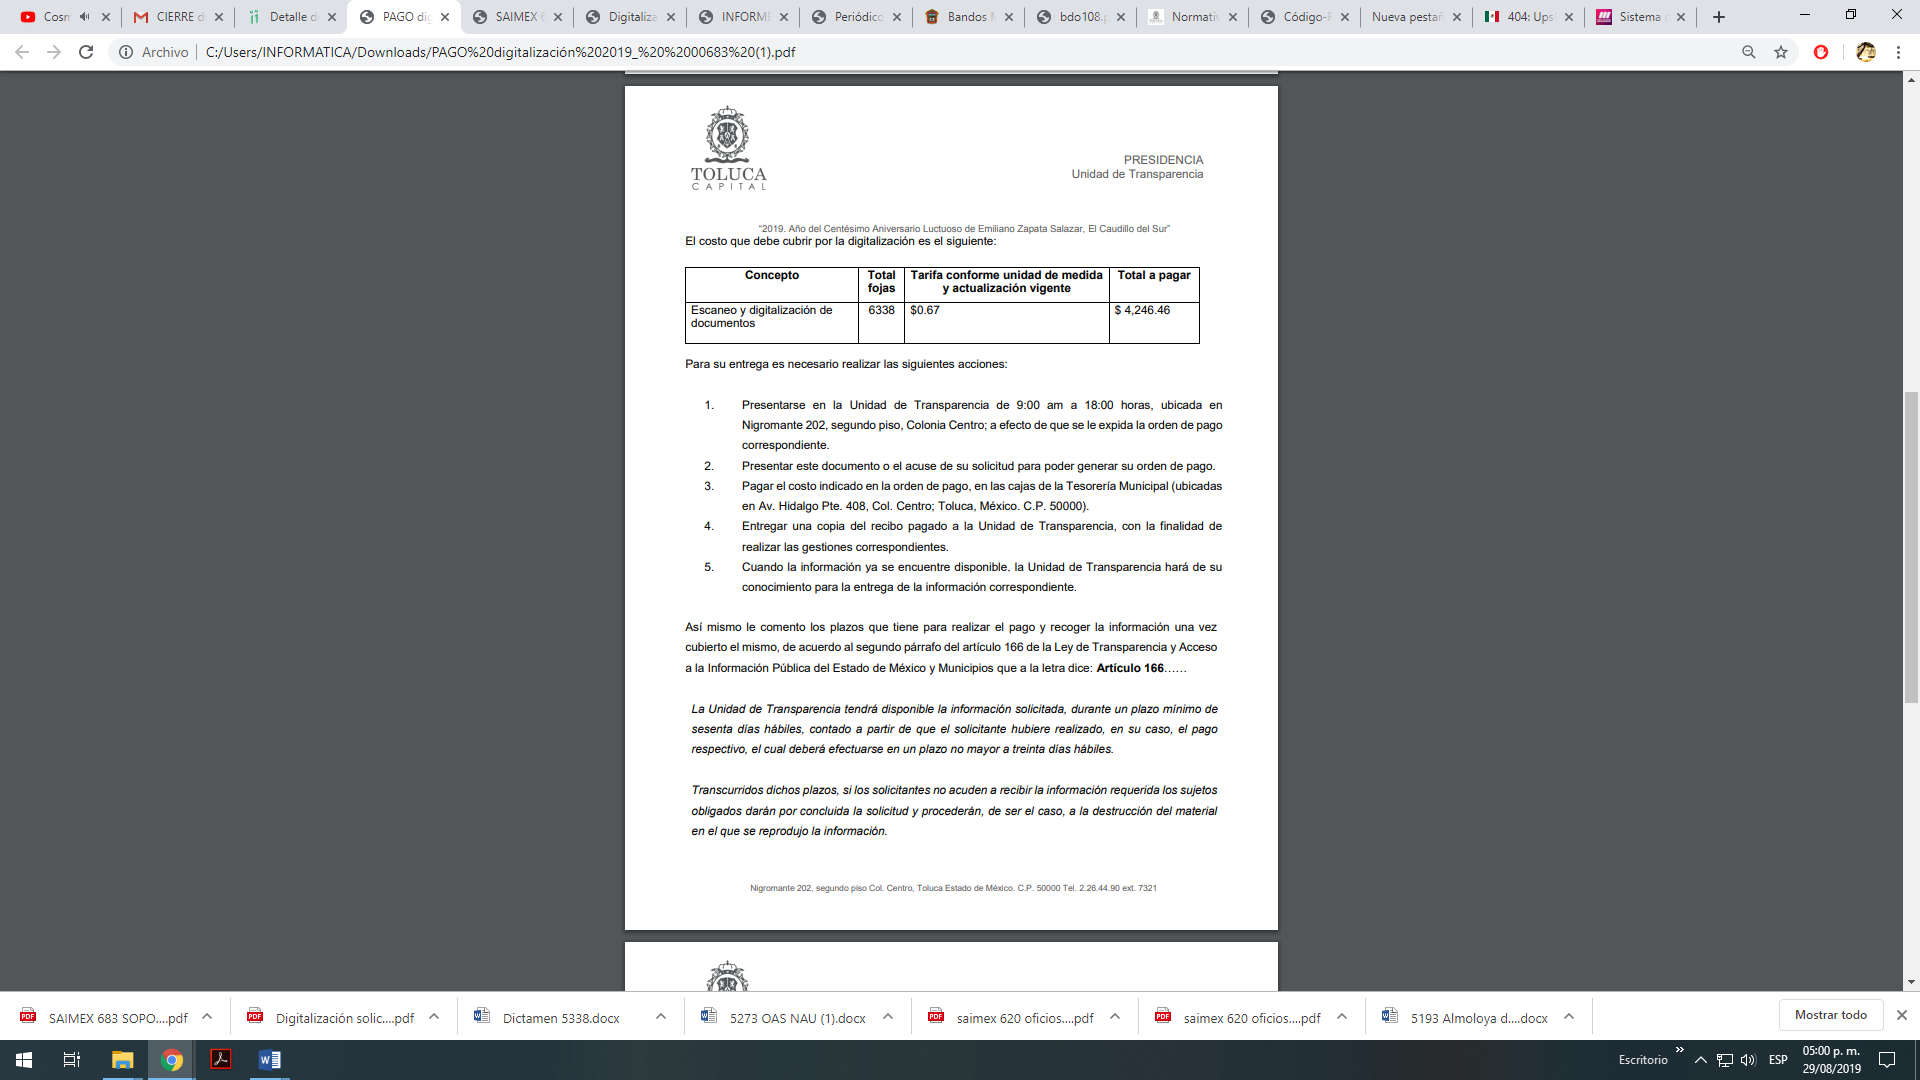 Cosm
CIERRE d
Detalle d
PAGO dig
SAIMEX 6
Digitaliza
INFORME
Periódico
Bandos M
bdo108.p
Normativ
Código-F
Nueva pestañ
404: Ups!
Sistema d
Archivo
C:/Users/INFORMATICA/Downloads/PAGO%20digitalización%202019_%20%2000683%20(1).pdf
TOLUCA
CAPITAL
PRESIDENCIA
Unidad de Transparencia
"2019. Año del Centésimo Aniversario Luctuoso de Emiliano Zapata Salazar, El Caudillo del Sur"
El costo que debe cubrir por la digitalización es el siguiente:
Concepto Total fojas Tarifa conforme unidad de medida y actualización vigente Total a pagar
Escaneo y digitalización de documentos 6338 $0.67 $ 4,246.46
Para su entrega es necesario realizar las siguientes acciones:
1. Presentarse en la Unidad de Transparencia de 9:00 am a 18:00 horas, ubicada en
Nigromante 202, segundo piso, Colonia Centro; a efecto de que se le expida la orden de pago
correspondiente.
2. Presentar este documento o el acuse de su solicitud para poder generar su orden de pago.
3. Pagar el costo indicado en la orden de pago, en las cajas de la Tesorería Municipal (ubicadas
en Av. Hidalgo Pte. 408, Col. Centro; Toluca, México. C.P. 50000).
4. Entregar una copia del recibo pagado a la Unidad de Transparencia, con la finalidad de
realizar las gestiones correspondientes.
5. Cuando la información ya se encuentre disponible, la Unidad de Transparencia hará de su
conocimiento para la entrega de la información correspondiente.
Así mismo le comento los plazos que tiene para realizar el pago y recoger la información una vez
cubierto el mismo, de acuerdo al segundo párrafo del artículo 166 de la Ley de Transparencia y Acceso
a la Información Pública del Estado de México y Municipios que a la letra dice: Artículo 166……
La Unidad de Transparencia tendrá disponible la información solicitada, durante un plazo mínimo de
sesenta días hábiles, contado a partir de que el solicitante hubiere realizado, en su caso, el pago
respectivo, el cual deberá efectuarse en un plazo no mayor a treinta días hábiles.
Transcurridos dichos plazos, si los solicitantes no acuden a recibir la información requerida los sujetos
obligados darán por concluida la solicitud y procederán, de ser el caso, a la destrucción del material
en el que se reprodujo la información.
Nigromante 202, segundo piso Col. Centro, Toluca Estado de México. C.P. 50000 Tel. 2.26.44.90 ext. 7321
SAIMEX 683 SOPO....pdf
Digitalización solic....pdf
Dictamen 5338.docx
5273 OAS NAU (1).docx
saimex 620 oficios....pdf
saimex 620 oficios....pdf
5193 Almoloya d....docx
Mostrar todo
Escritorio
ESP
05:00 p. m.
29/08/2019